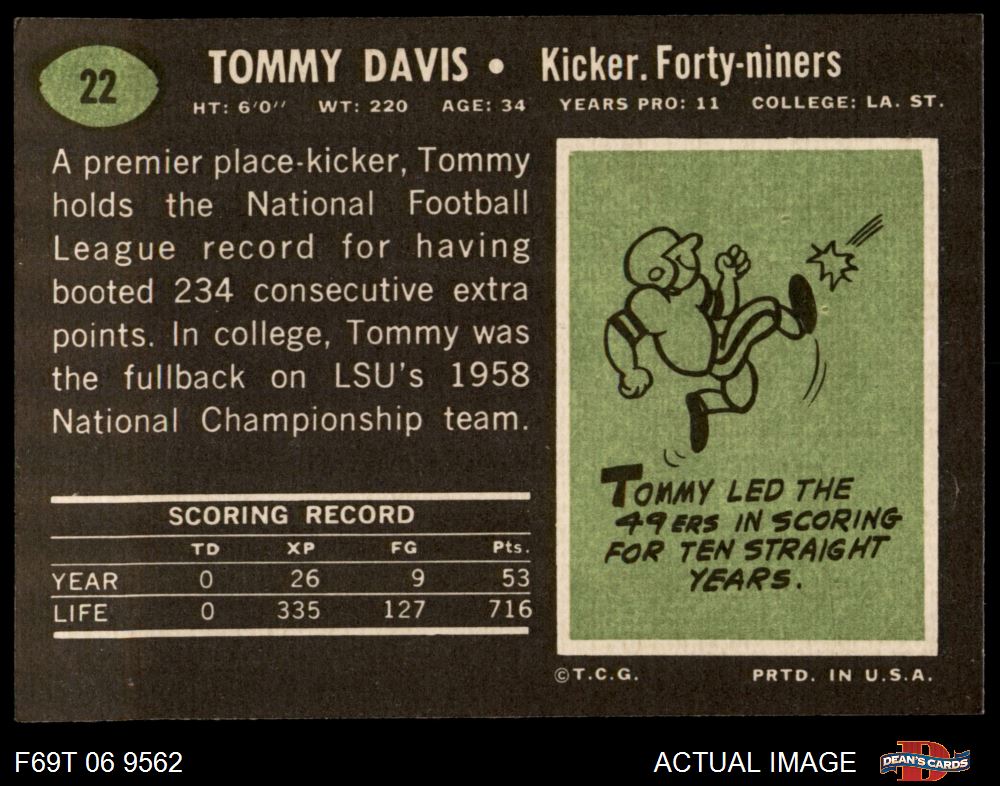 22
TOMMY DAVIS • Kicker. Forty-niners
HT: 6'0" WT: 220 AGE: 34 YEARS PRO: 11 COLLEGE: LA. ST.
A premier place-kicker, Tommy
holds the National Football
League record for having
booted 234 consecutive extra
points. In college, Tommy was
the fullback on LSU's 1958
National Championship team.
SCORING RECORD
TD XP FG Pts.
YEAR 0 26 9 53
LIFE 0 335 127 716
TOMMY LED THE
49ERS IN SCORING
FOR TEN STRAIGHT
YEARS.
©T.C.G. PRTD. IN U.S.A.
F69T 06 9562 ACTUAL IMAGE D DEAN'S CARDS